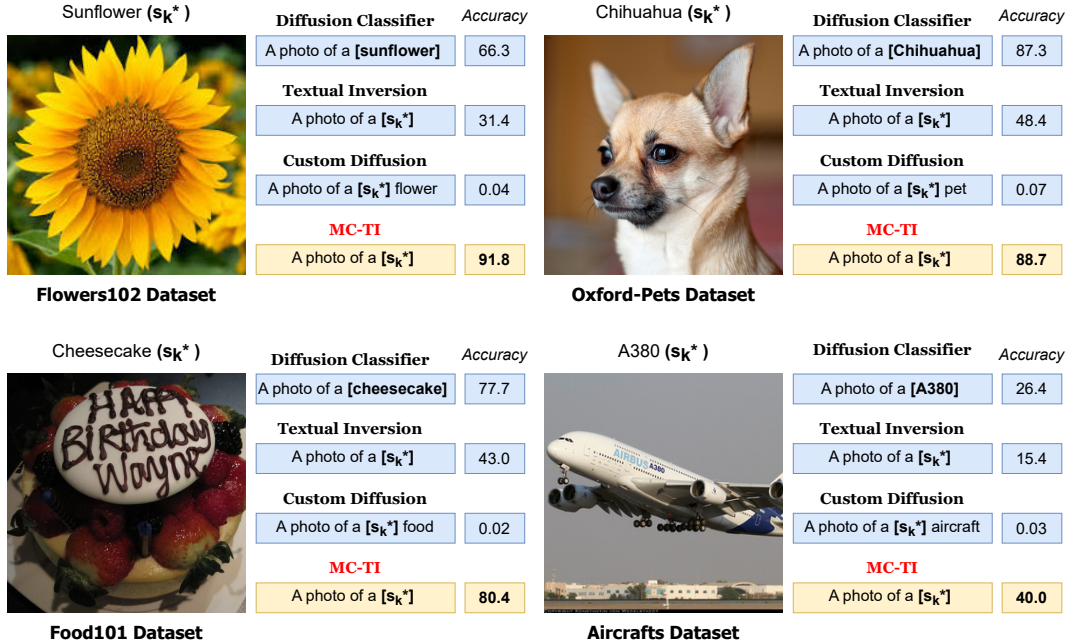 Sunflower (sk* )
Diffusion Classifier
Accuracy
A photo of a [sunflower]
66.3
Textual Inversion
A photo of a [sk*]
31.4
Custom Diffusion
A photo of a [sk*] flower
0.04
MC-TI
A photo of a [sk*]
91.8
Flowers102 Dataset
Chihuahua (sk* )
Diffusion Classifier
Accuracy
A photo of a [Chihuahua]
87.3
Textual Inversion
A photo of a [sk*]
48.4
Custom Diffusion
A photo of a [sk*] pet
0.07
MC-TI
A photo of a [sk*]
88.7
Oxford-Pets Dataset
Cheesecake (sk* )
HAPPY
Birthday
Wayne
Diffusion Classifier
Accuracy
A photo of a [cheesecake]
77.7
Textual Inversion
A photo of a [sk*]
43.0
Custom Diffusion
A photo of a [sk*] food
0.02
MC-TI
A photo of a [sk*]
80.4
Food101 Dataset
A380 (sk* )
AIRBUS A380
Diffusion Classifier
Accuracy
A photo of a [A380]
26.4
Textual Inversion
A photo of a [sk*]
15.4
Custom Diffusion
A photo of a [sk*] aircraft
0.03
MC-TI
A photo of a [sk*]
40.0
Aircrafts Dataset